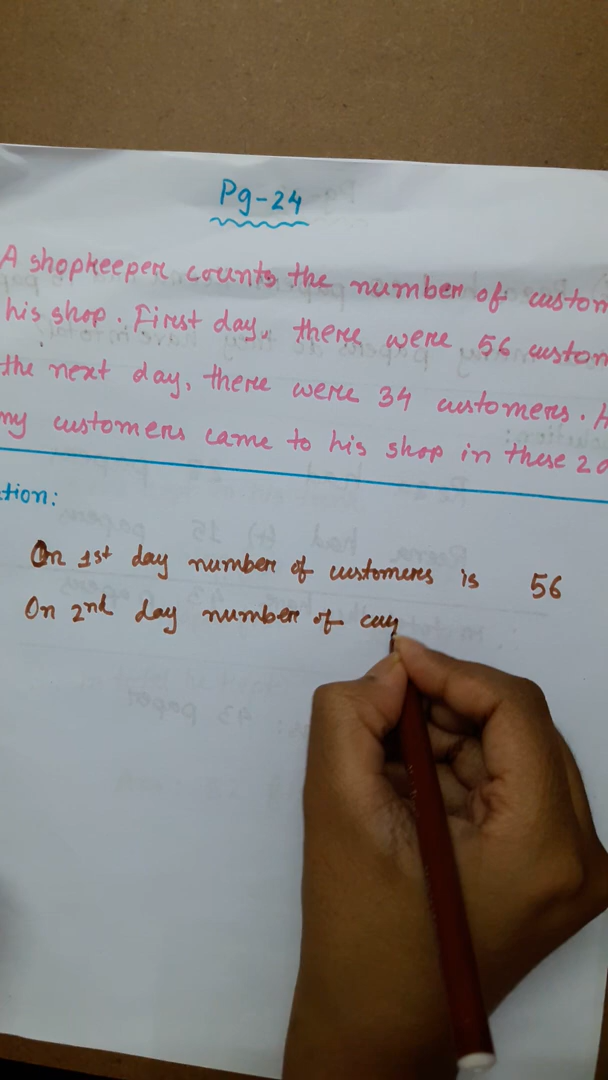 Pg-24
A shopkeeper counts the number of custom
his shop. First day, there were 56 custom
the next day, there were 34 customers. H
ny customers came to his shop in these 2 d
tion:
On 1st day number of customers is 56
On 2nd day number of cus